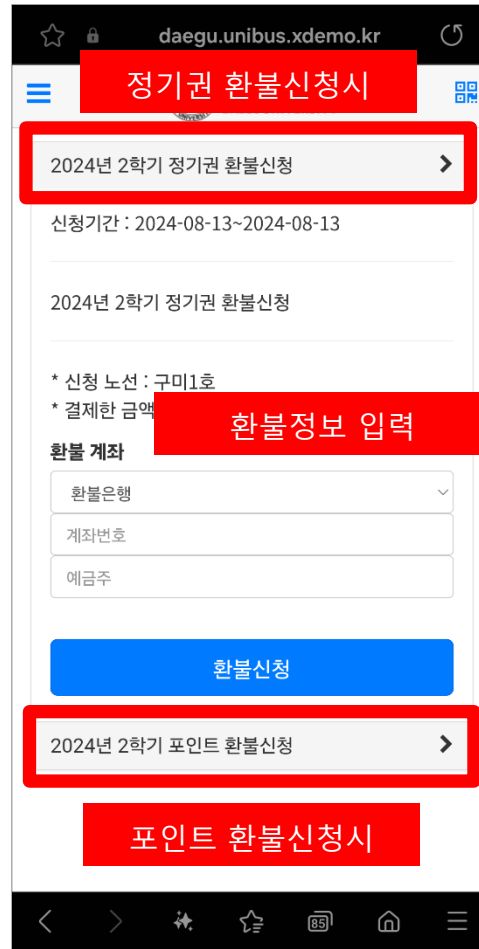 daegu.unibus.xdemo.kr
정기권 환불신청시
2024년 2학기 정기권 환불신청
신청기간 : 2024-08-13~2024-08-13
2024년 2학기 정기권 환불신청
* 신청 노선 : 구미1호
* 결제한 금액
환불정보 입력
환불 계좌
환불은행
계좌번호
예금주
환불신청
2024년 2학기 포인트 환불신청
포인트 환불신청시
85